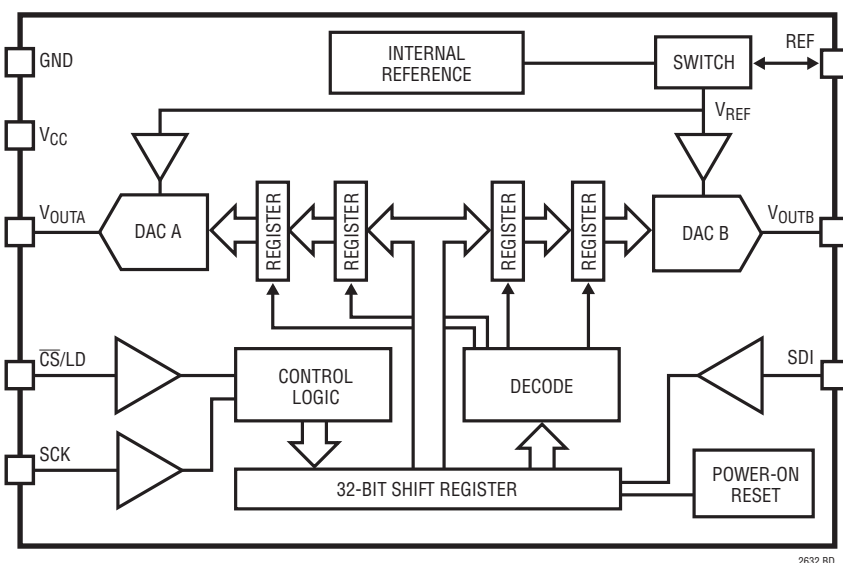 GND
INTERNAL
REFERENCE
SWITCH
REF
VCC
VREF
VOUTA
DAC A
REGISTER
REGISTER
REGISTER
REGISTER
DAC B
VOUTB
CS/LD
CONTROL
LOGIC
DECODE
SDI
SCK
32-BIT SHIFT REGISTER
POWER-ON
RESET
2632 BD